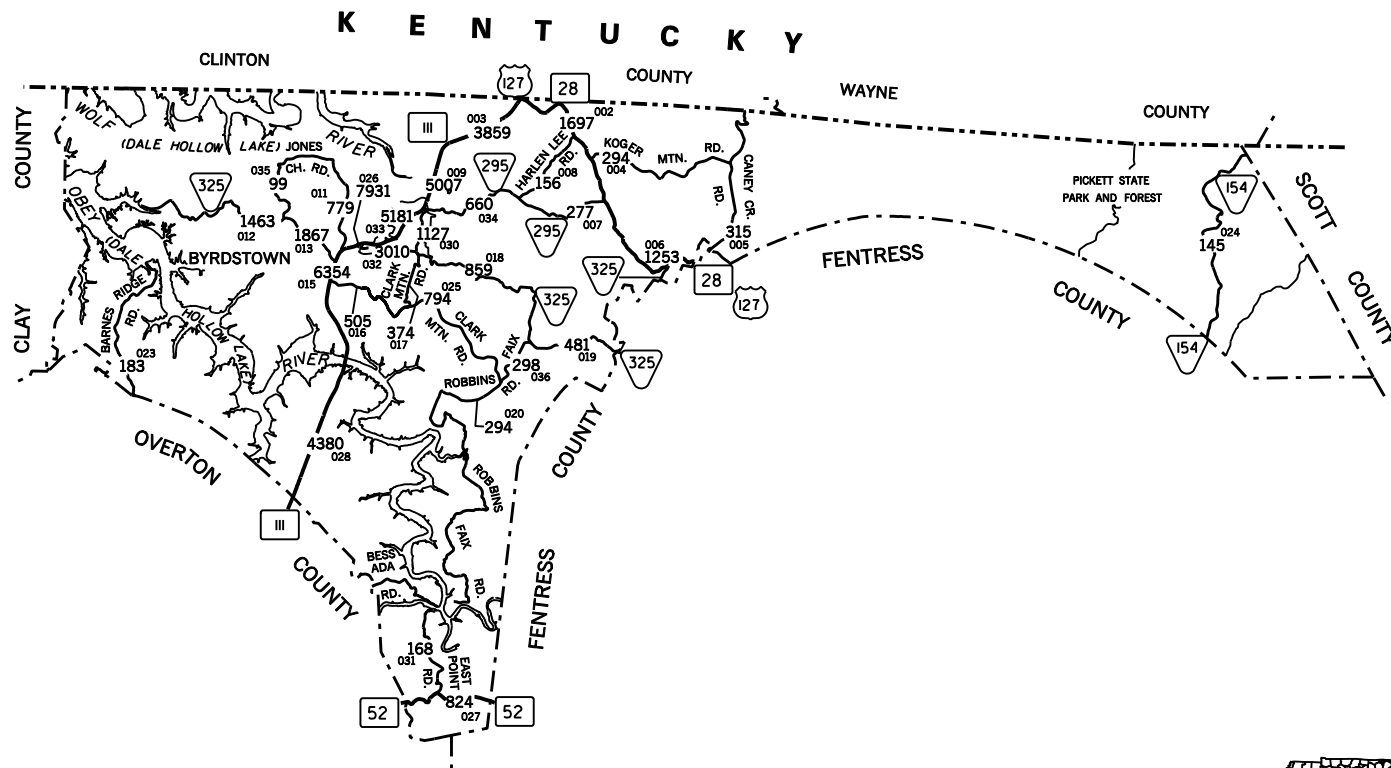 KENTUCKY
CLINTON
COUNTY
WAYNE
COUNTY
127
28
III
003
3859
002
1697
COUNTY
WOLF
RIVER
(DALE HOLLOW LAKE)
JONES
CH. RD.
035
99
325
1463
012
011
779
026
7931
009
5007
295
HARLEN LEE
RD.
156
008
KOGER
MTN.
RD.
294
004
CANEY CR.
RD.
315
005
660
034
277
007
295
1867
013
5181
033
1127
030
3010
032
BYRDSTOWN
6354
015
859
018
325
006
1253
28
127
325
OBEY (DALE
HOLLOW
LAKE)
RIVER
BARNES
RIDGE
RD.
023
183
CLAY
CLARK
MTN.
RD.
025
794
505
016
374
017
CLARK
MTN.
RD.
481
019
325
FAIX
RD.
298
036
ROBBINS
020
294
4380
028
III
OVERTON
COUNTY
ROBBINS
FAIX
RD.
BESS
ADA
RD.
168
031
EAST
POINT
RD.
52
824
027
52
FENTRESS
COUNTY
FENTRESS
COUNTY
PICKETT STATE
PARK AND FOREST
154
024
145
154
SCOTT
COUNTY